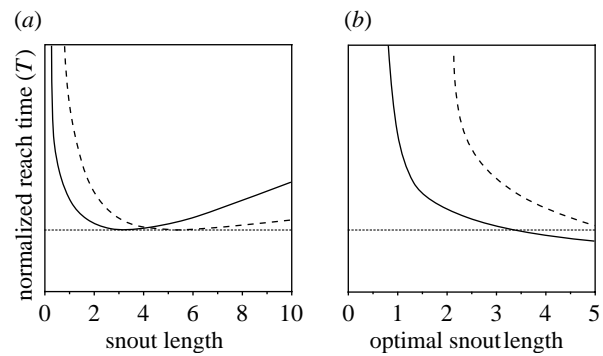 (a) (b)
normalized reach time (T)
0 2 4 6 8 10 0 1 2 3 4 5
snout length optimal snout length